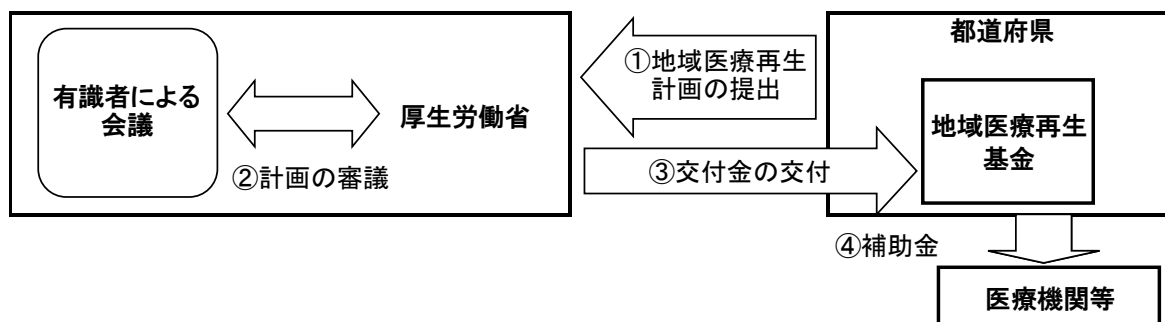 都道府県
①地域医療再生
計画の提出
有識者による
会議
厚生労働省
②計画の審議
地域医療再生
基金
③交付金の交付
④補助金
医療機関等